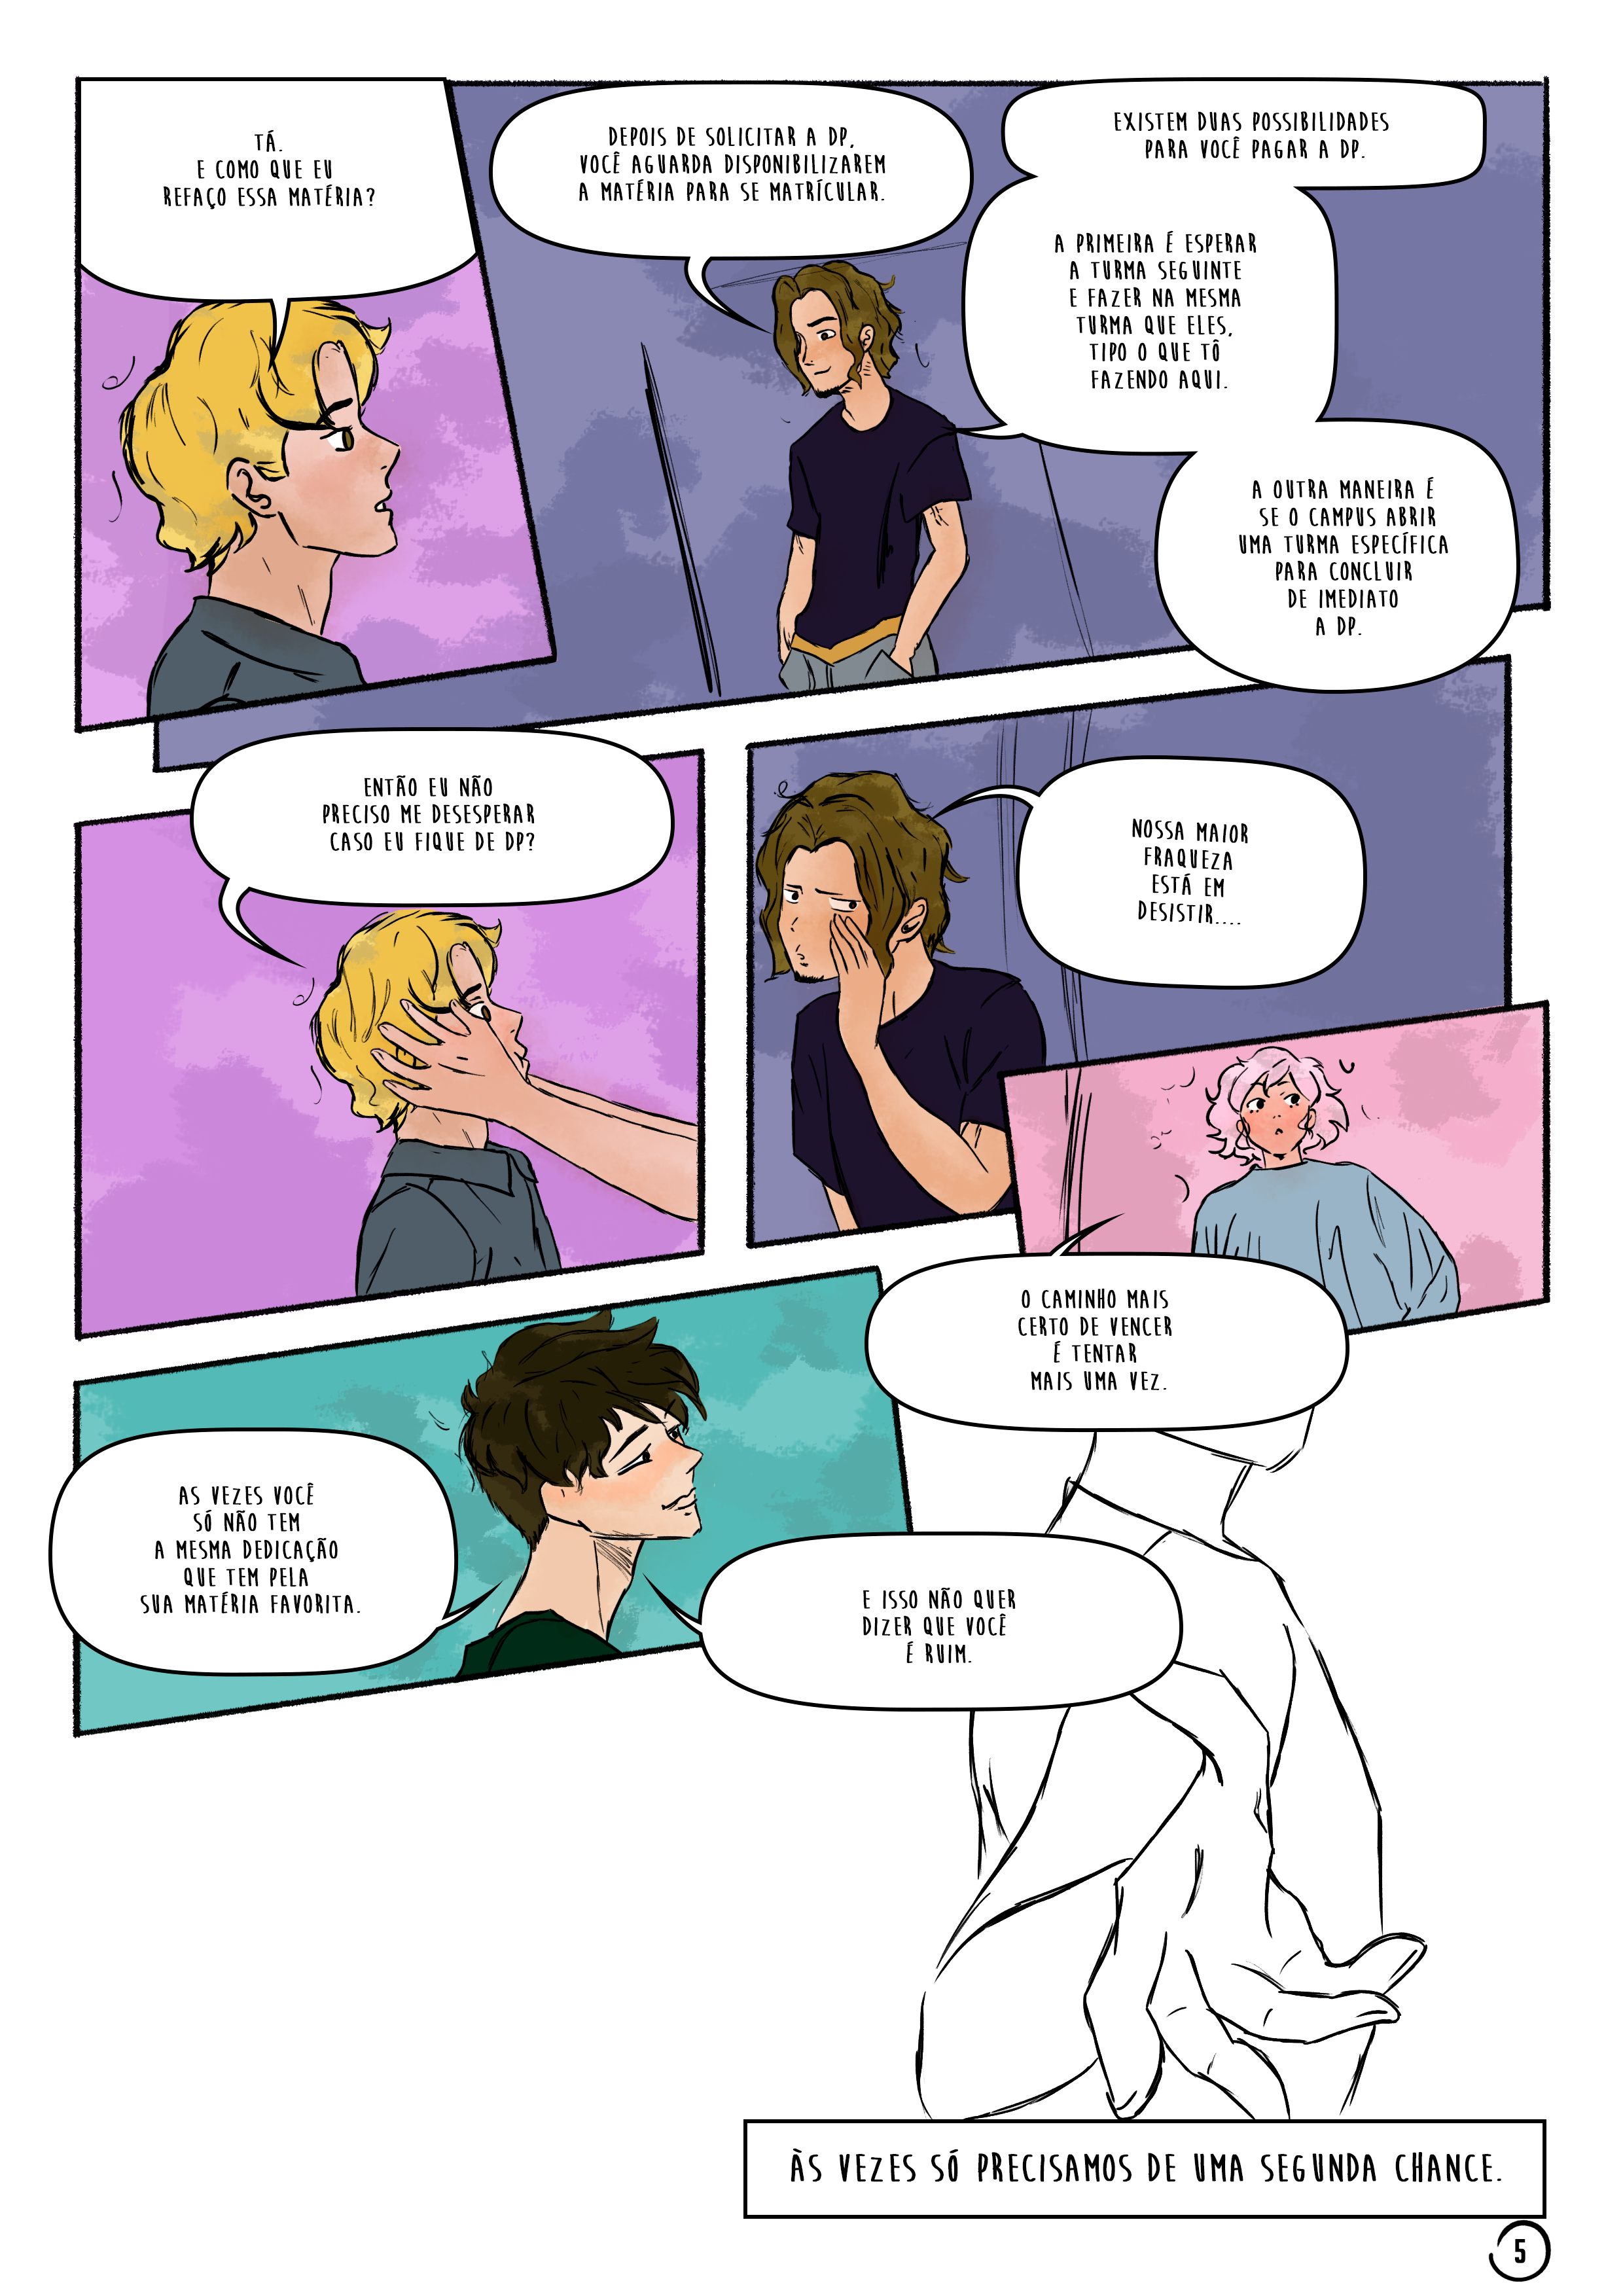 TÁ.
E COMO QUE EU
REFAÇO ESSA MATÉRIA?
DEPOIS DE SOLICITAR A DP,
VOCÊ AGUARDA DISPONIBILIZAREM
A MATÉRIA PARA SE MATRÍCULAR.
EXISTEM DUAS POSSIBILIDADES
PARA VOCÊ PAGAR A DP.
A PRIMEIRA É ESPERAR
A TURMA SEGUINTE
E FAZER NA MESMA
TURMA QUE ELES,
TIPO O QUE TÔ
FAZENDO AQUI.
A OUTRA MANEIRA É
SE O CAMPUS ABRIR
UMA TURMA ESPECÍFICA
PARA CONCLUIR
DE IMEDIATO
A DP.
ENTÃO EU NÃO
PRECISO ME DESESPERAR
CASO EU FIQUE DE DP?
NOSSA MAIOR
FRAQUEZA
ESTÁ EM
DESISTIR....
O CAMINHO MAIS
CERTO DE VENCER
É TENTAR
MAIS UMA VEZ.
AS VEZES VOCÊ
SÓ NÃO TEM
A MESMA DEDICAÇÃO
QUE TEM PELA
SUA MATÉRIA FAVORITA.
E ISSO NÃO QUER
DIZER QUE VOCÊ
É RUIM.
ÀS VEZES SÓ PRECISAMOS DE UMA SEGUNDA CHANCE.
5